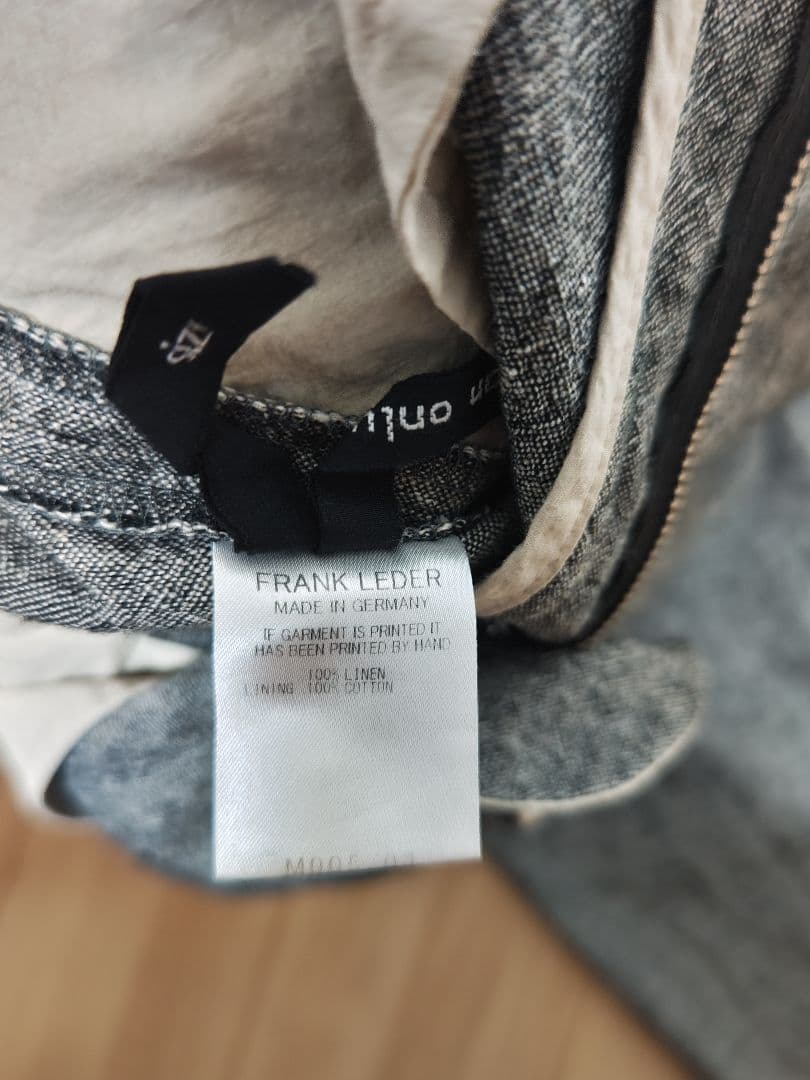 FRANK LEDER
MADE IN GERMANY
IF GARMENT IS PRINTED IT
HAS BEEN PRINTED BY HAND
100% LINEN
LINING 100% COTTON